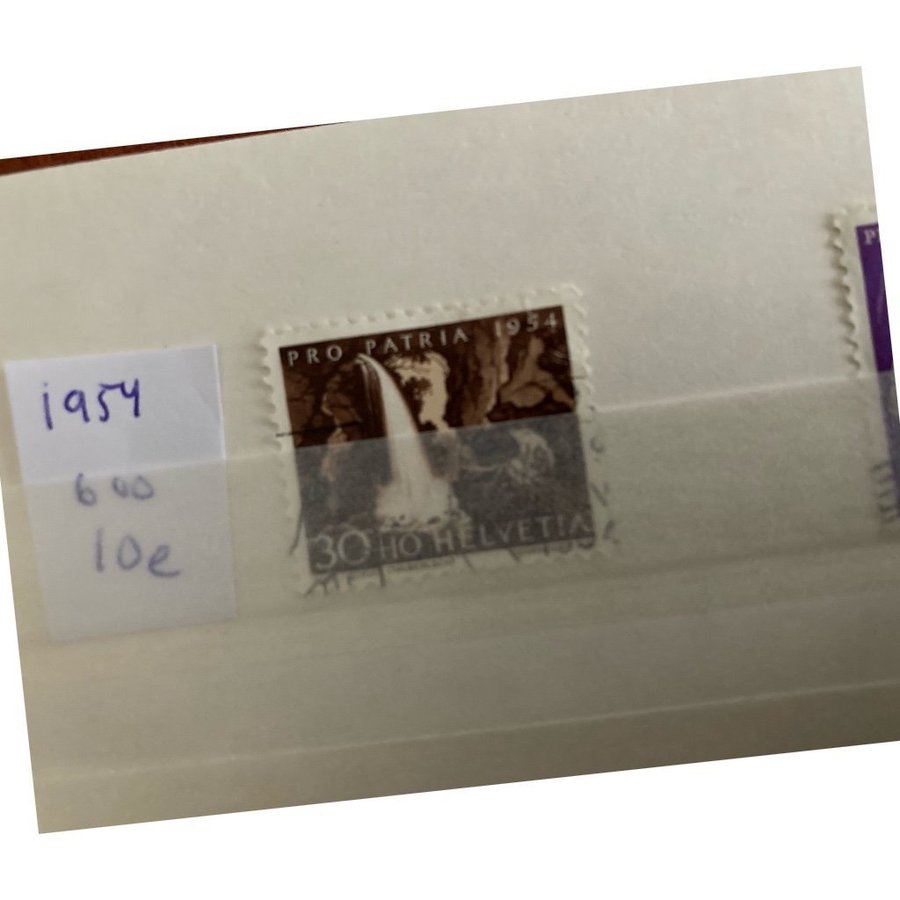 1954
600
10e
PRO PATRIA 1954
30+10 HELVETIA
P